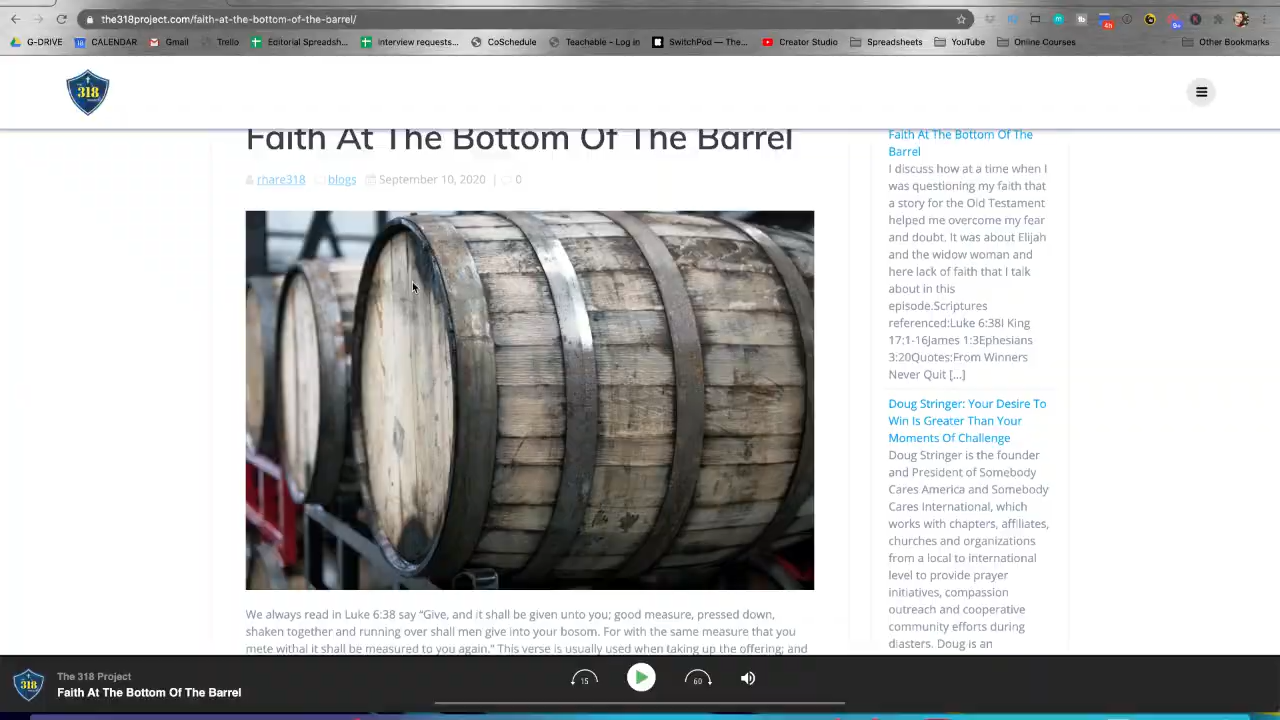 the318project.com/faith-at-the-bottom-of-the-barrel/
G-DRIVE CALENDAR Gmail Trello Editorial Spreadsh... interview requests... CoSchedule Teachable – Log in SwitchPod — The... Creator Studio Spreadsheets YouTube Online Courses Other Bookmarks
318
Faith At The Bottom Of The Barrel
rhare318 blogs September 10, 2020 | 0
We always read in Luke 6:38 say “Give, and it shall be given unto you; good measure, pressed down,
shaken together and running over shall men give into your bosom. For with the same measure that you
mete withal it shall be measured to you again.” This verse is usually used when taking up the offering; and
Faith At The Bottom Of The
Barrel
I discuss how at a time when I
was questioning my faith that
a story for the Old Testament
helped me overcome my fear
and doubt. It was about Elijah
and the widow woman and
here lack of faith that I talk
about in this
episode.Scriptures
referenced:Luke 6:38I King
17:1-16James 1:3Ephesians
3:20Quotes:From Winners
Never Quit [...]
Doug Stringer: Your Desire To
Win Is Greater Than Your
Moments Of Challenge
Doug Stringer is the founder
and President of Somebody
Cares America and Somebody
Cares International, which
works with chapters, affiliates,
churches and organizations
from a local to international
level to provide prayer
initiatives, compassion
outreach and cooperative
community efforts during
diasters. Doug is an
318
The 318 Project
Faith At The Bottom Of The Barrel
15
60